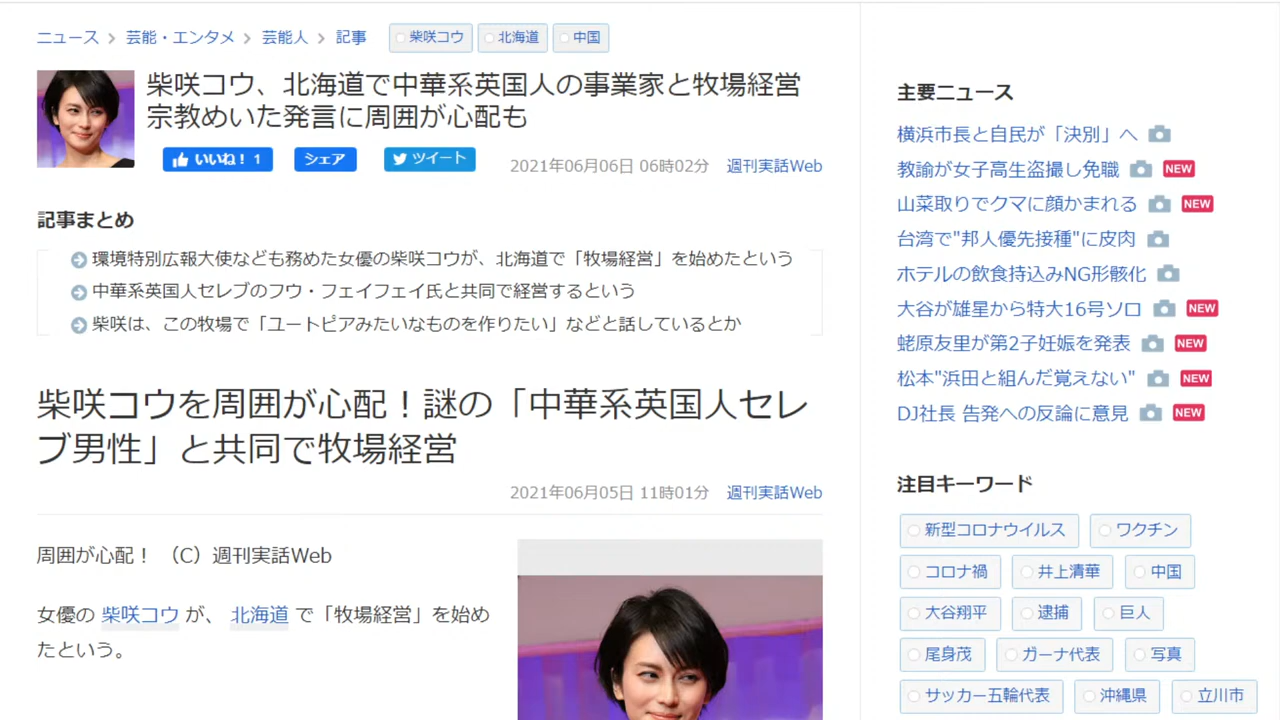 ニュース > 芸能・エンタメ > 芸能人 > 記事 柴咲コウ 北海道 中国
柴咲コウ、北海道で中華系英国人の事業家と牧場経営
宗教めいた発言に周囲が心配も
いいね! 1 シェア ツイート 2021年06月06日 06時02分 週刊実話Web
記事まとめ
環境特別広報大使なども務めた女優の柴咲コウが、北海道で「牧場経営」を始めたという
中華系英国人セレブのフウ・フェイフェイ氏と共同で経営するという
柴咲は、この牧場で「ユートピアみたいなものを作りたい」などと話しているとか
柴咲コウを周囲が心配！謎の「中華系英国人セレ
ブ男性」と共同で牧場経営
2021年06月05日 11時01分 週刊実話Web
周囲が心配！ （C）週刊実話Web
女優の 柴咲コウ が、 北海道 で「牧場経営」を始め
たという。
主要ニュース
横浜市長と自民が「決別」へ
教諭が女子高生盗撮し免職 NEW
山菜取りでクマに顔かまれる NEW
台湾で"邦人優先接種"に皮肉
ホテルの飲食持込みNG形骸化
大谷が雄星から特大16号ソロ NEW
蛯原友里が第2子妊娠を発表 NEW
松本"浜田と組んだ覚えない" NEW
DJ社長 告発への反論に意見 NEW
注目キーワード
新型コロナウイルス ワクチン
コロナ禍 井上清華 中国
大谷翔平 逮捕 巨人
尾身茂 ガーナ代表 写真
サッカー五輪代表 沖縄県 立川市